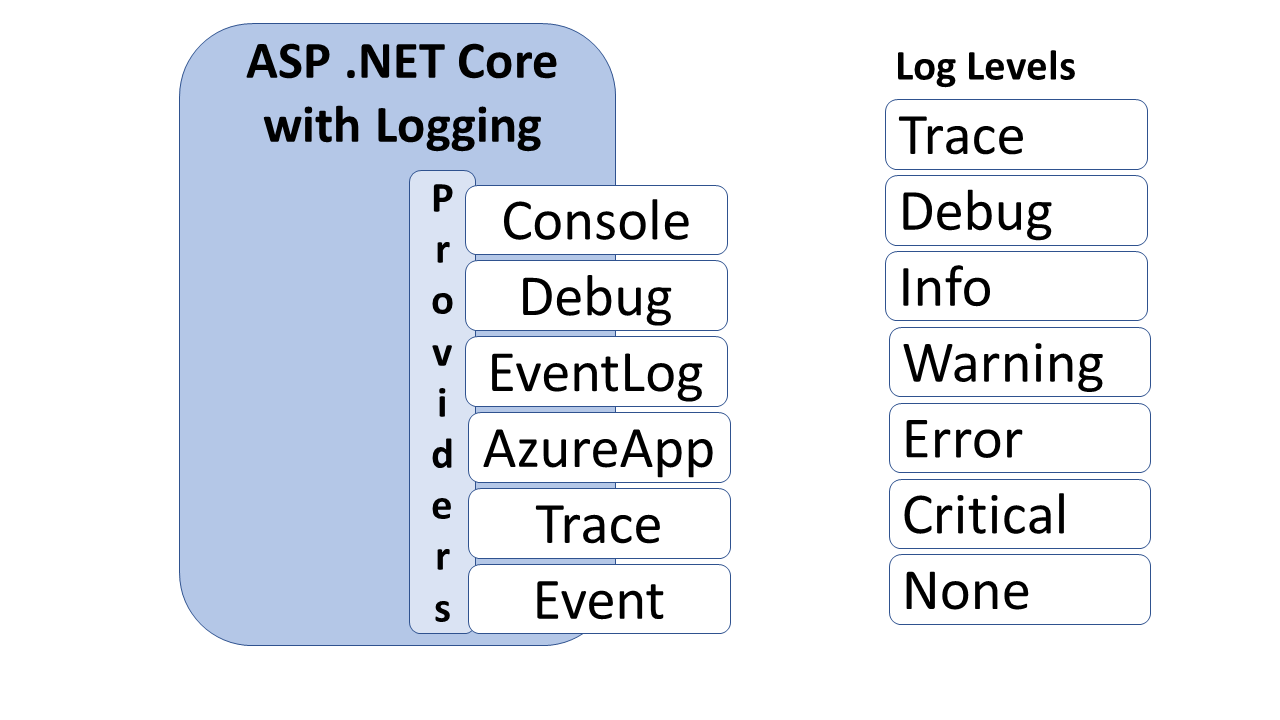 ASP .NET Core
with Logging
Providers
Console
Debug
EventLog
AzureApp
Trace
Event
Log Levels
Trace
Debug
Info
Warning
Error
Critical
None